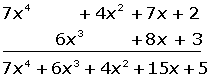 7x⁴ + 4x² + 7x + 2
6x³ + 8x + 3
7x⁴ + 6x³ + 4x² + 15x + 5